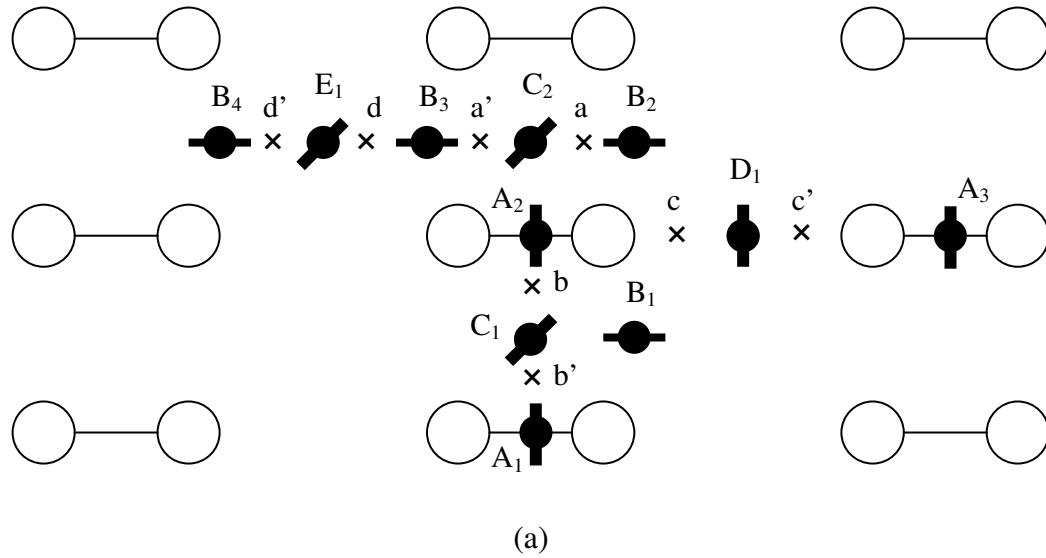 B₄ d' E₁ d B₃ a' C₂ a B₂
A₂ c D₁ c' A₃
b
C₁ B₁
b'
A₁
(a)